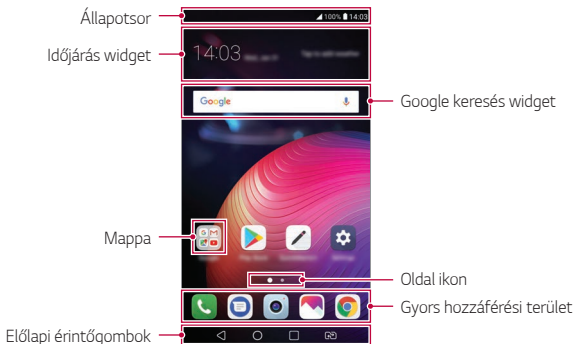 Állapotsor
100% 14:03
Időjárás widget
14:03
Google
Google keresés widget
Mappa
Oldal ikon
Gyors hozzáférési terület
Előlapi érintőgombok